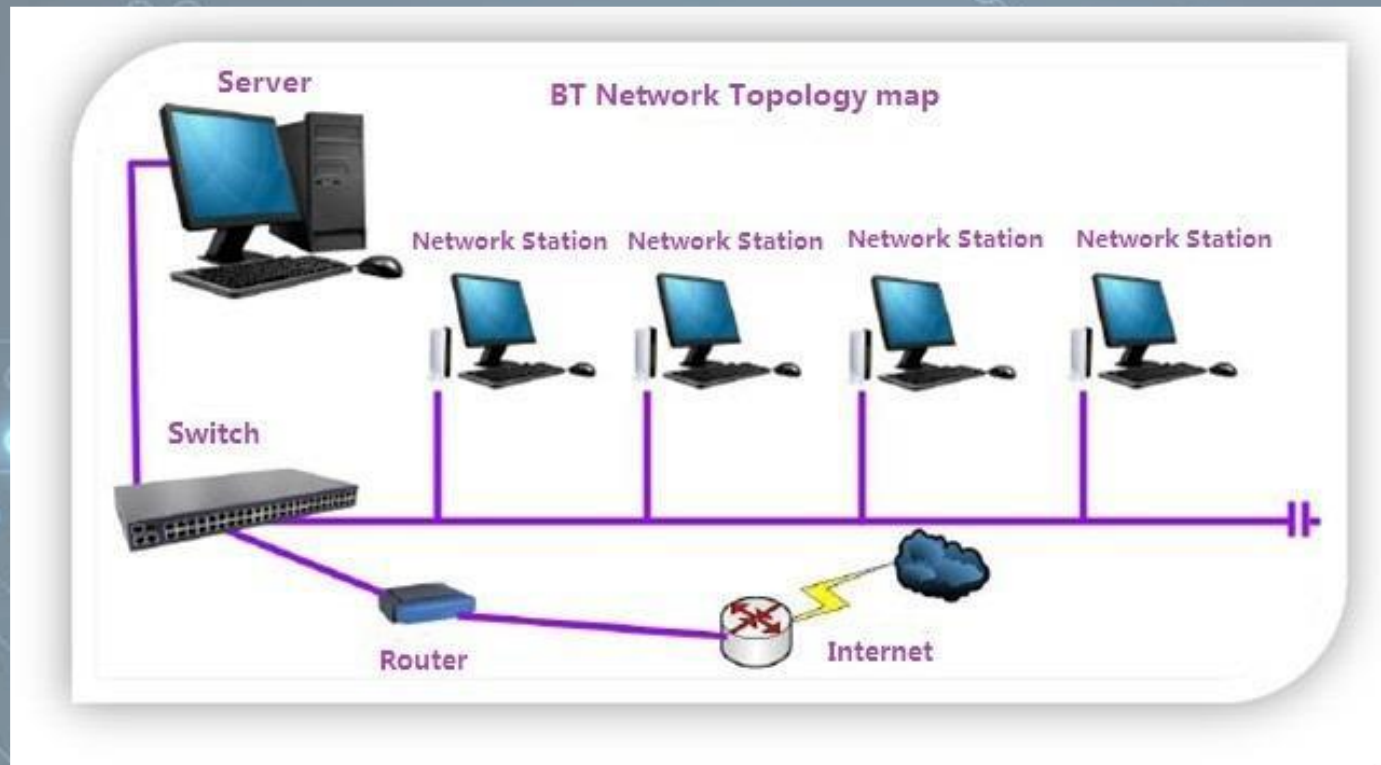 Server
BT Network Topology map
Network Station
Network Station
Network Station
Network Station
Switch
Router
Internet